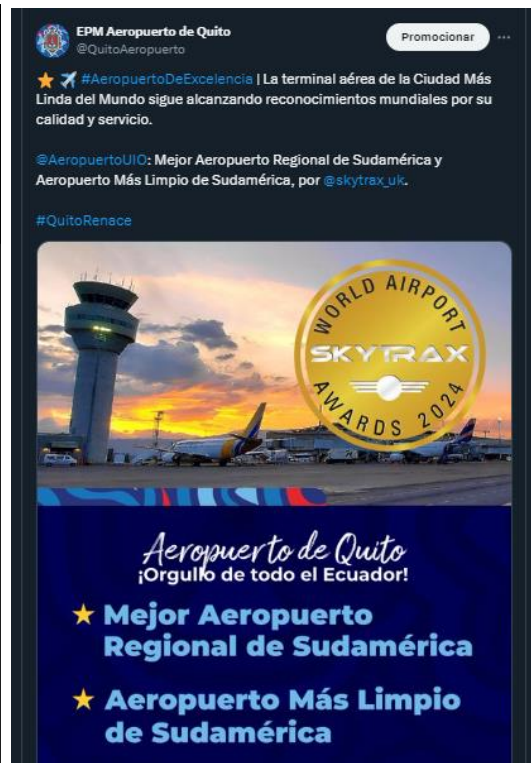 EPM Aeropuerto de Quito
@QuitoAeropuerto
Promocionar
#AeropuertoDeExcelencia | La terminal aérea de la Ciudad Más
Linda del Mundo sigue alcanzando reconocimientos mundiales por su
calidad y servicio.
@AeropuertoUIO: Mejor Aeropuerto Regional de Sudamérica y
Aeropuerto Más Limpio de Sudamérica, por @skytrax_uk.
#QuitoRenace
WORLD AIRPORT
SKYTRAX
AWARDS 2024
Aeropuerto de Quito
¡Orgullo de todo el Ecuador!
Mejor Aeropuerto
Regional de Sudamérica
Aeropuerto Más Limpio
de Sudamérica